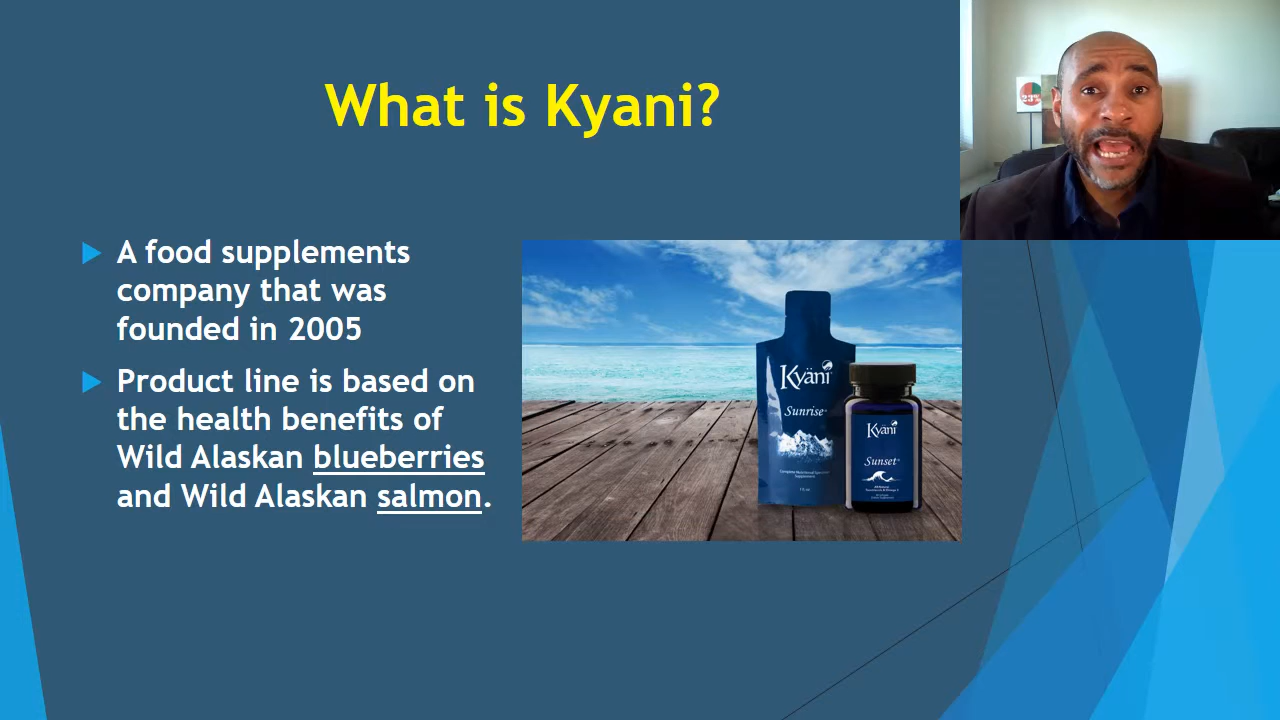 What is Kyani?
23%
A food supplements
company that was
founded in 2005
Product line is based on
the health benefits of
Wild Alaskan blueberries
and Wild Alaskan salmon.
Kyäni
Sunrise
Kyäni
Sunset